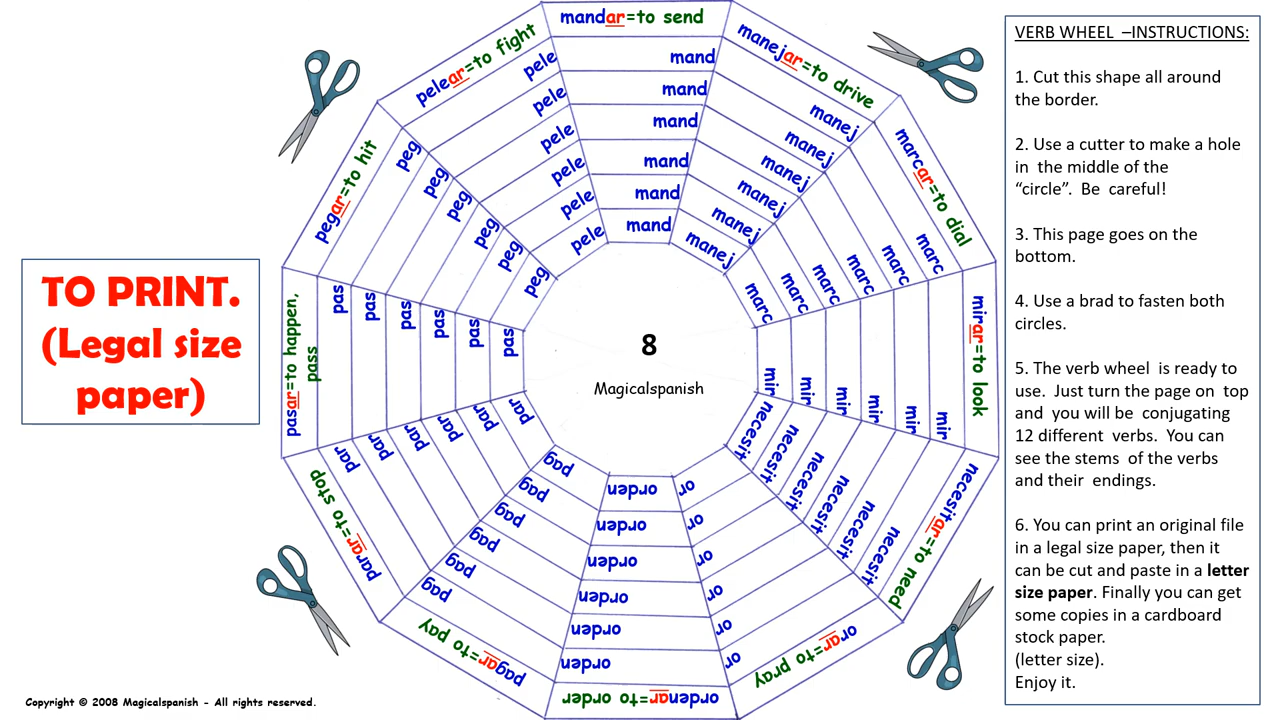 TO PRINT.
(Legal size
paper)
mandar=to send
mand
mand
mand
mand
mand
mand
manejar=to drive
manej
manej
manej
manej
manej
manej
marcar=to dial
marc
marc
marc
marc
marc
marc
mirar=to look
mir
mir
mir
mir
mir
mir
necesitar=to need
necesit
necesit
necesit
necesit
necesit
necesit
orar=to pray
or
or
or
or
or
or
ordenar=to order
orden
orden
orden
orden
orden
orden
pagar=to pay
pag
pag
pag
pag
pag
pag
parar=to stop
par
par
par
par
par
par
pasar=to happen,
pass
pas
pas
pas
pas
pas
pas
pegar=to hit
peg
peg
peg
peg
peg
peg
pelear=to fight
pele
pele
pele
pele
pele
pele
8
Magicalspanish
VERB WHEEL –INSTRUCTIONS:
1. Cut this shape all around
the border.
2. Use a cutter to make a hole
in the middle of the
“circle”. Be careful!
3. This page goes on the
bottom.
4. Use a brad to fasten both
circles.
5. The verb wheel is ready to
use. Just turn the page on top
and you will be conjugating
12 different verbs. You can
see the stems of the verbs
and their endings.
6. You can print an original file
in a legal size paper, then it
can be cut and paste in a letter
size paper. Finally you can get
some copies in a cardboard
stock paper.
(letter size).
Enjoy it.
Copyright © 2008 Magicalspanish - All rights reserved.